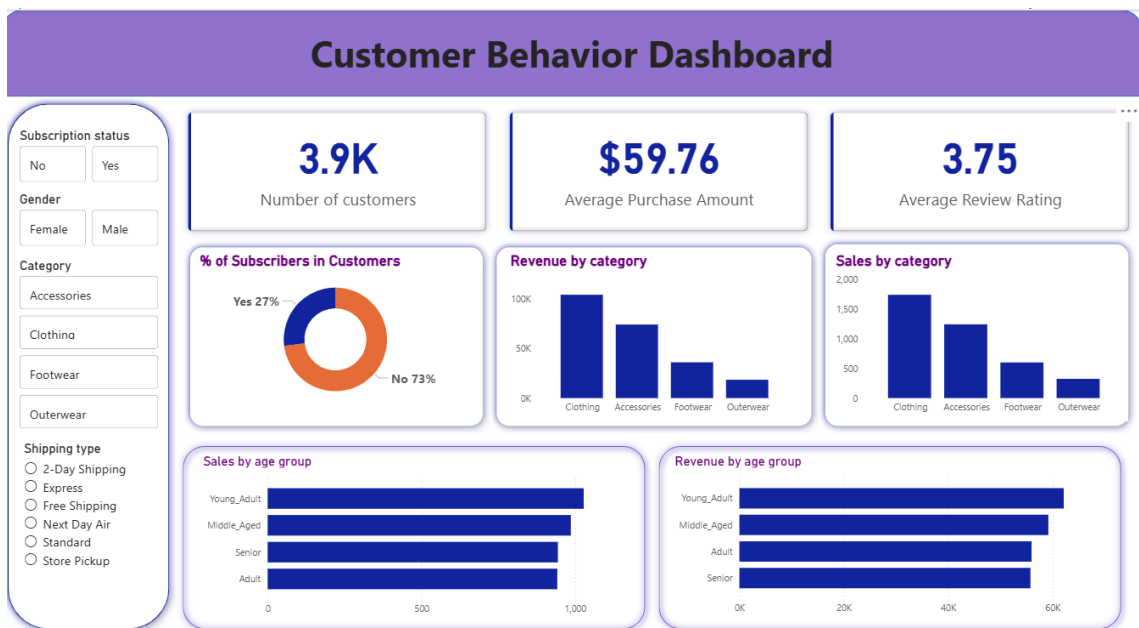 Customer Behavior Dashboard
Subscription status
No
Yes
Gender
Female
Male
Category
Accessories
Clothing
Footwear
Outerwear
Shipping type
2-Day Shipping
Express
Free Shipping
Next Day Air
Standard
Store Pickup
3.9K
Number of customers
$59.76
Average Purchase Amount
3.75
Average Review Rating
% of Subscribers in Customers
Yes 27%
No 73%
Revenue by category
100K
50K
0K
Clothing Accessories Footwear Outerwear
Sales by category
2,000
1,500
1,000
500
0
Clothing Accessories Footwear Outerwear
Sales by age group
Young_Adult
Middle_Aged
Senior
Adult
0 500 1,000
Revenue by age group
Young_Adult
Middle_Aged
Adult
Senior
0K 20K 40K 60K